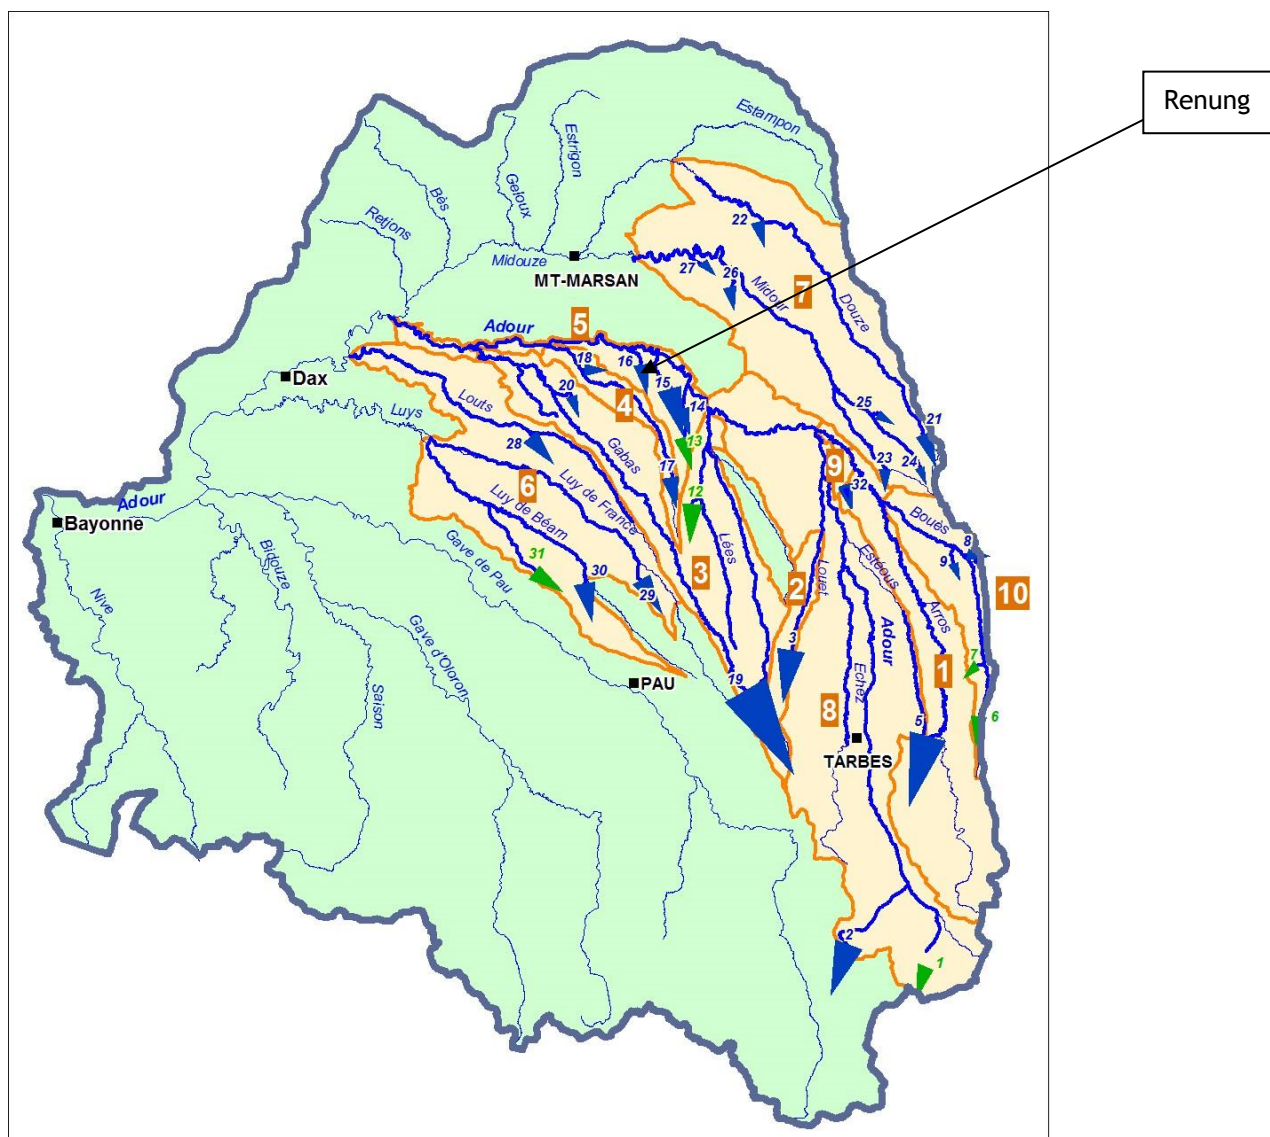 Renung
Estampon
Estrigon
Geloux
Bès
Retjons
Midouze
MT-MARSAN
22
27
26
Midour
7
Douze
Adour
5
18
16
15
14
20
4
Dax
Louts
Luys
25
21
13
28
Gabas
17
23
24
9
32
6
Luy de France
12
Luy de Béarn
Adour
Bayonne
Bouès
8
9
Gave de Pau
31
30
29
3
Lées
2
Louet
Estéous
10
Bidouze
Nive
Gave d'Oloron
Saison
Arros
Adour
3
1
7
Echez
PAU
19
8
5
6
TARBES
2
1